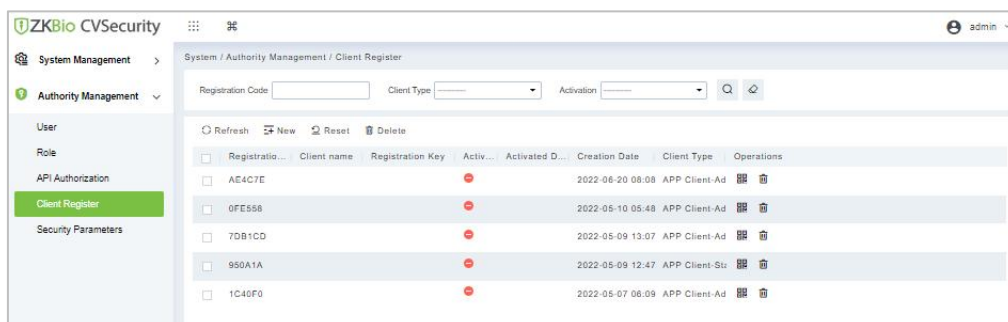 ZKBio CVSecurity
admin
System Management
System / Authority Management / Client Register
Authority Management
Registration Code
Client Type
Activation
User
Role
API Authorization
Client Register
Security Parameters
Refresh New Reset Delete
Registratio... Client name Registration Key Activ... Activated D... Creation Date Client Type Operations
AE4C7E 2022-06-20 08:08 APP Client-Ad
0FE558 2022-05-10 05:48 APP Client-Ad
7DB1CD 2022-05-09 13:07 APP Client-Ad
950A1A 2022-05-09 12:47 APP Client-Sta
1C40F0 2022-05-07 06:09 APP Client-Ad